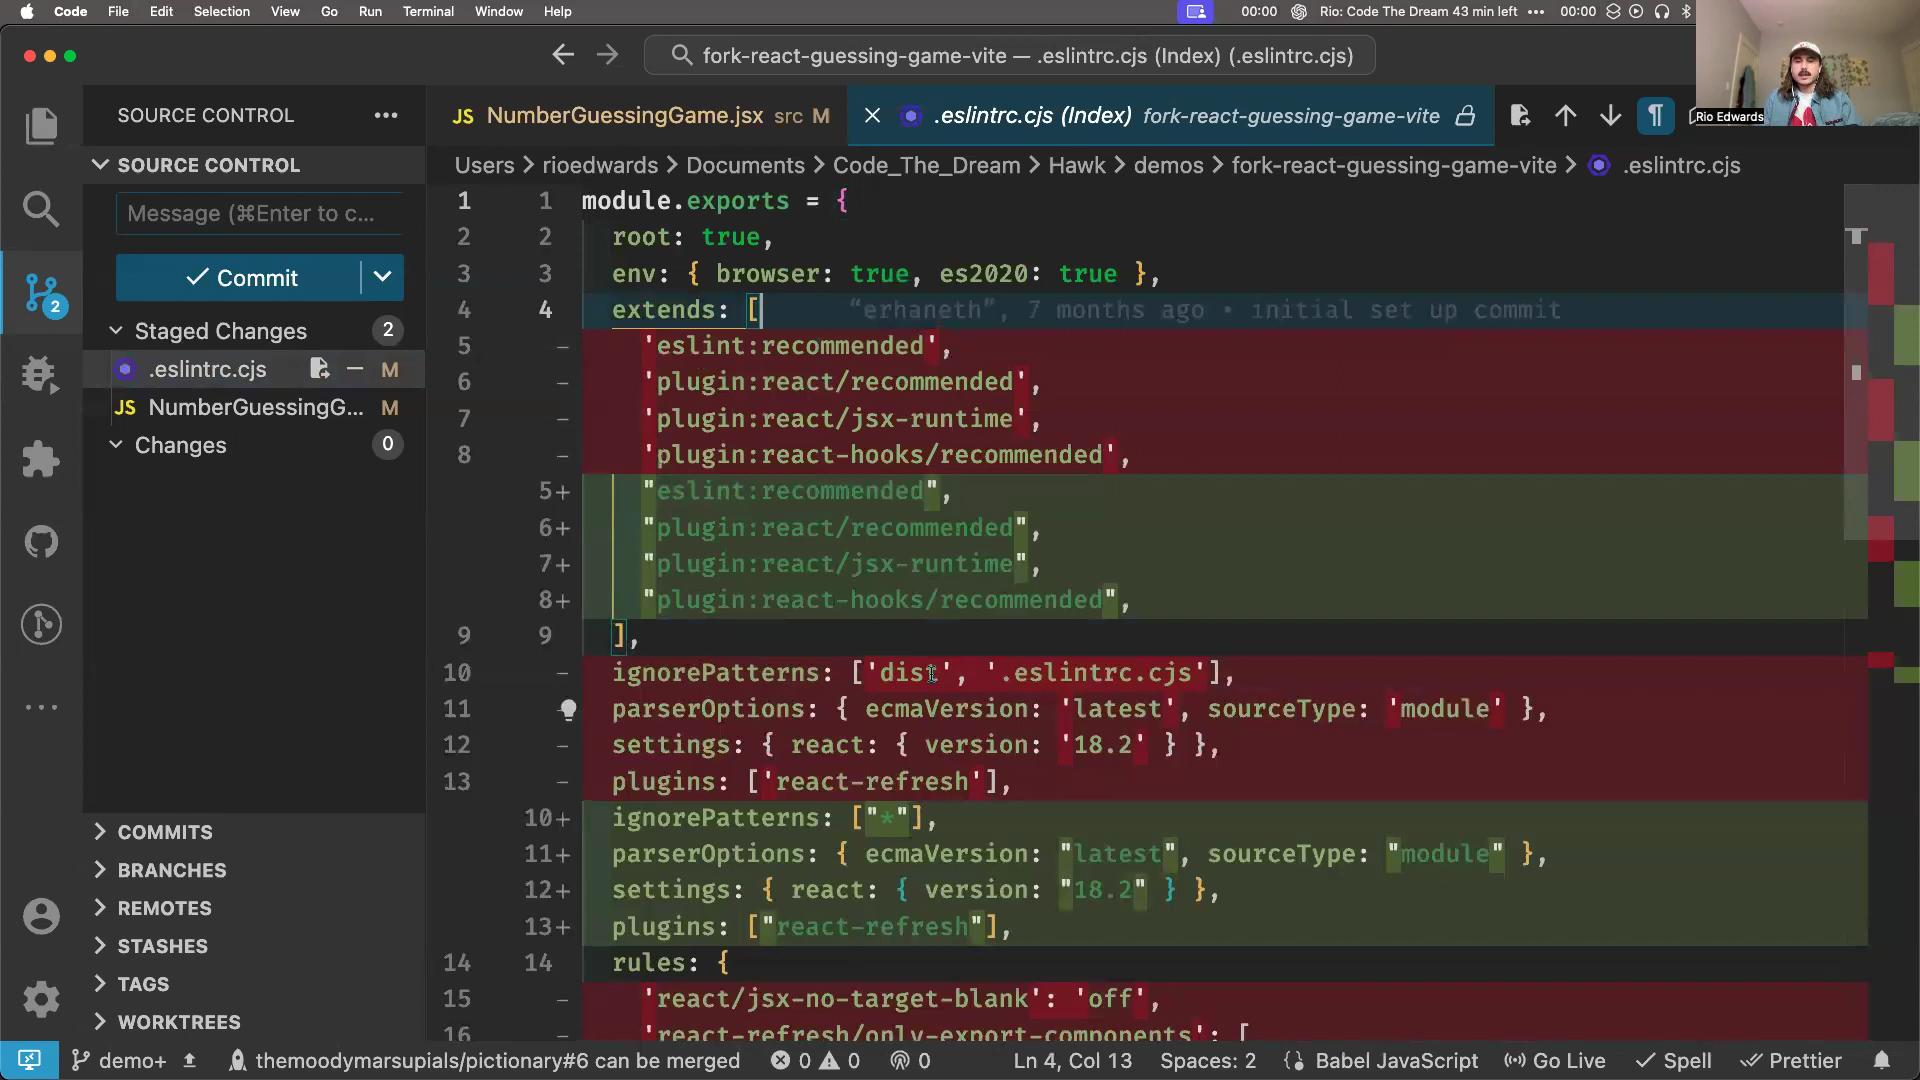 Code File Edit Selection View Go Run Terminal Window Help 00:00 Rio: Code The Dream 43 min left 00:00
fork-react-guessing-game-vite — .eslintrc.cjs (Index) (.eslintrc.cjs)
Rio Edwards
SOURCE CONTROL
JS NumberGuessingGame.jsx src M
.eslintrc.cjs (Index) fork-react-guessing-game-vite
SOURCE CONTROL
Users > rioedwards > Documents > Code_The_Dream > Hawk > demos > fork-react-guessing-game-vite > .eslintrc.cjs
Message (⌘Enter to c...
Commit
2
Staged Changes 2
.eslintrc.cjs M
JS NumberGuessingG... M
Changes 0
COMMITS
BRANCHES
REMOTES
STASHES
TAGS
WORKTREES
1 1 module.exports = {
2 2 root: true,
3 3 env: { browser: true, es2020: true },
4 4 extends: [ "erhaneth", 7 months ago • initial set up commit
5 – 'eslint:recommended',
6 – 'plugin:react/recommended',
7 – 'plugin:react/jsx-runtime',
8 – 'plugin:react-hooks/recommended',
5+ "eslint:recommended",
6+ "plugin:react/recommended",
7+ "plugin:react/jsx-runtime",
8+ "plugin:react-hooks/recommended",
9 9 ],
10 – ignorePatterns: ['dist', '.eslintrc.cjs'],
11 parserOptions: { ecmaVersion: 'latest', sourceType: 'module' },
12 – settings: { react: { version: '18.2' } },
13 – plugins: ['react-refresh'],
10+ ignorePatterns: ["*"],
11+ parserOptions: { ecmaVersion: "latest", sourceType: "module" },
12+ settings: { react: { version: "18.2" } },
13+ plugins: ["react-refresh"],
14 14 rules: {
15 – 'react/jsx-no-target-blank': 'off',
16 – 'react-refresh/only-export-components': [
demo+ themoodymarsupials/pictionary#6 can be merged 0 0 0 Ln 4, Col 13 Spaces: 2 Babel JavaScript Go Live Spell Prettier